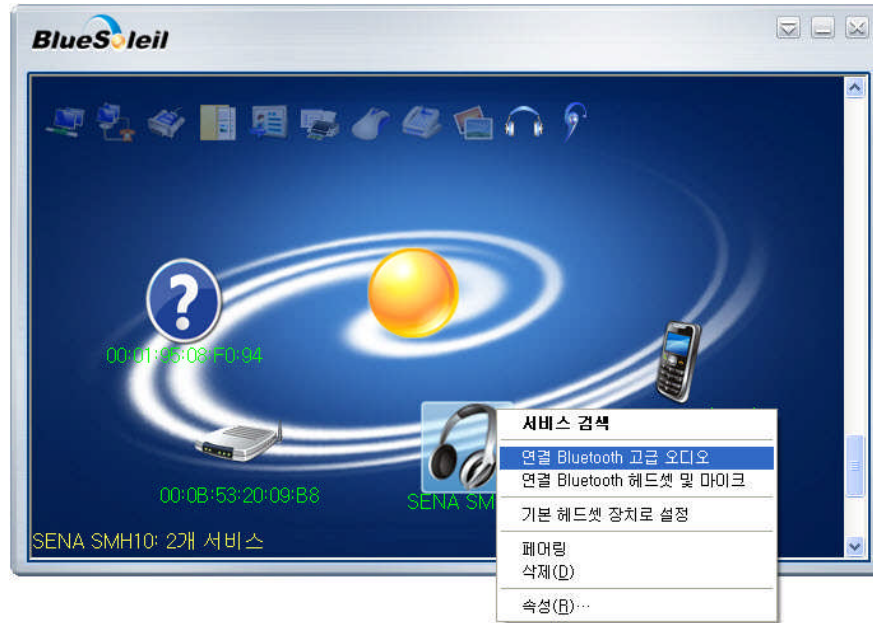 BlueSoleil
00:01:95:08:F0:94
00:0B:53:20:09:B8
SENA SM
SENA SMH10: 2개 서비스
서비스 검색
연결 Bluetooth 고급 오디오
연결 Bluetooth 헤드셋 및 마이크
기본 헤드셋 장치로 설정
페어링
삭제(D)
속성(R)...